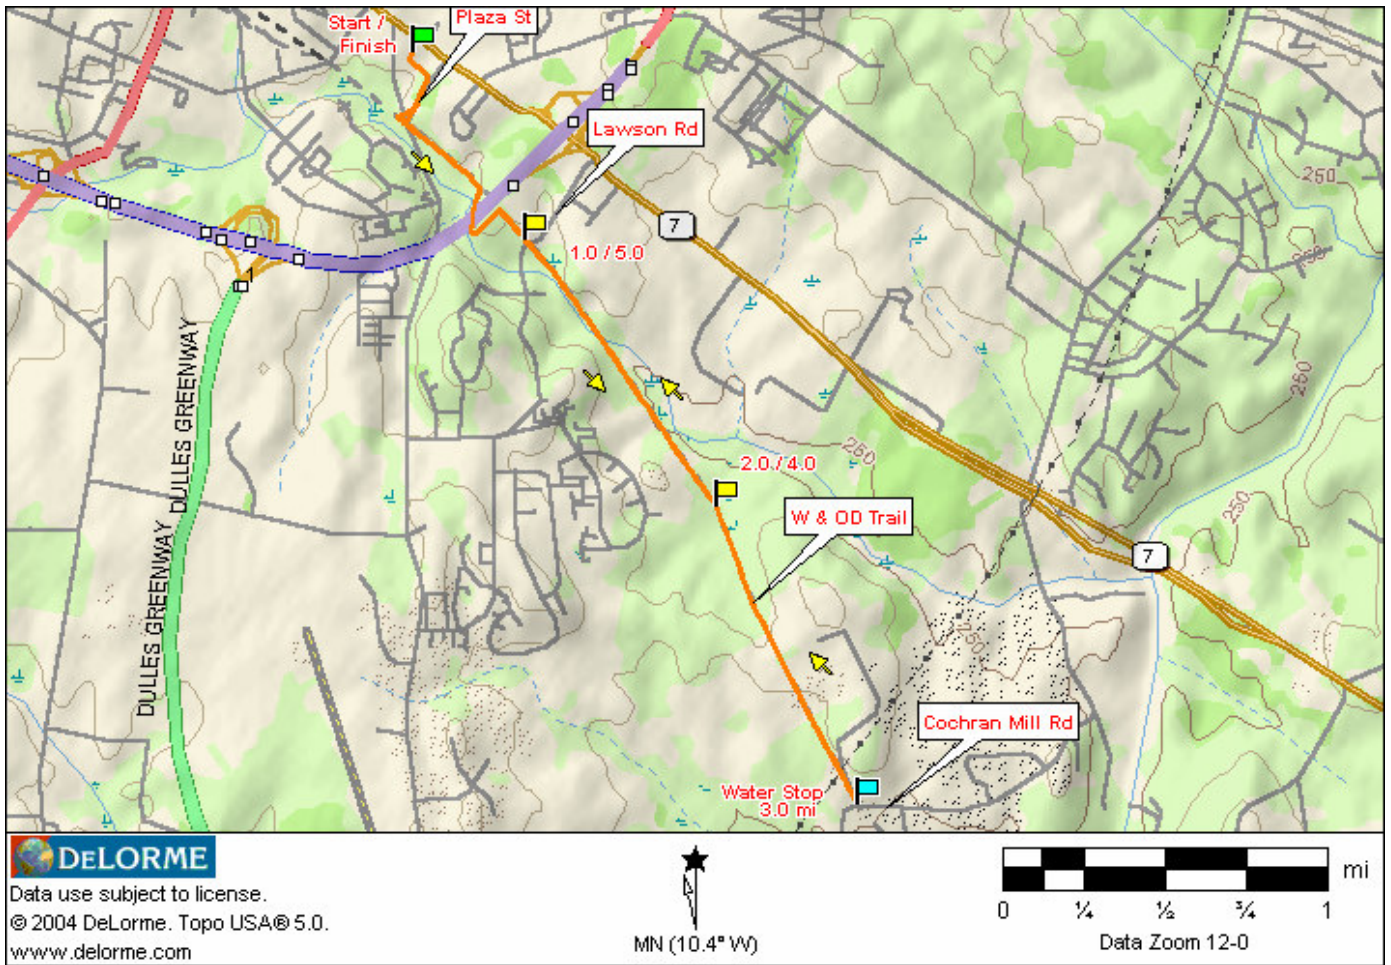 Start /
Finish
Plaza St
Lawson Rd
250
7
1.0 / 5.0
250
1
DULLES GREENWAY
250
250
2.0 / 4.0
W & OD Trail
250
7
DULLES GREENWAY
Cochran Mill Rd
Water Stop
3.0 mi
DELORME
Data use subject to license.
© 2004 DeLorme. Topo USA® 5.0.
www.delorme.com
MN (10.4° W)
mi
0 ¼ ½ ¾ 1
Data Zoom 12-0